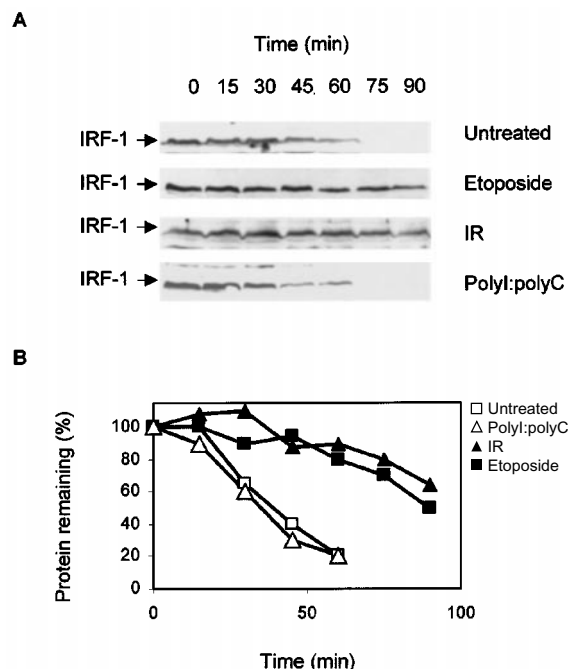 A
Time (min)
0 15 30 45 60 75 90
IRF-1 Untreated
IRF-1 Etoposide
IRF-1 IR
IRF-1 PolyI:polyC
B
Protein remaining (%)
100
80
60
40
20
0
0 50 100
Time (min)
Untreated
PolyI:polyC
IR
Etoposide